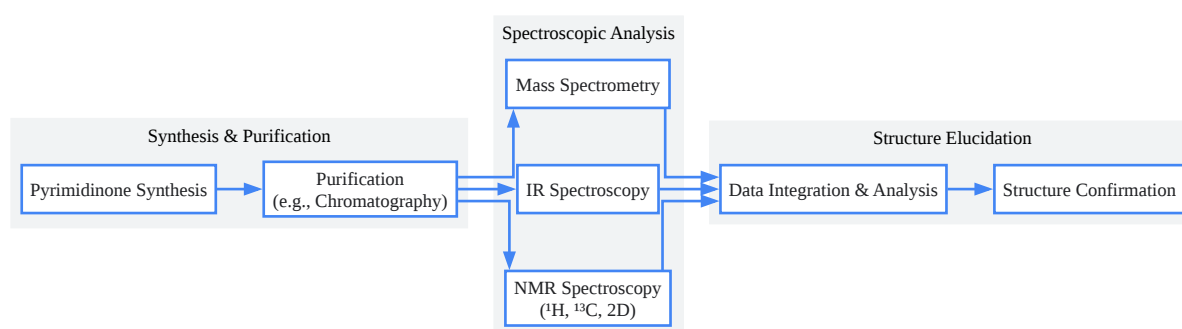 Spectroscopic Analysis
Mass Spectrometry
Synthesis & Purification
Structure Elucidation
Pyrimidinone Synthesis
Purification
(e.g., Chromatography)
IR Spectroscopy
Data Integration & Analysis
Structure Confirmation
NMR Spectroscopy
(¹H, ¹³C, 2D)